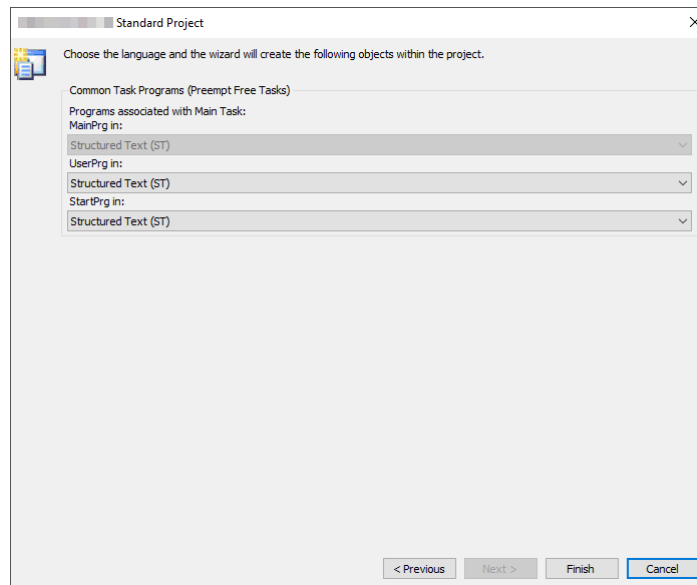 Standard Project
Choose the language and the wizard will create the following objects within the project.
Common Task Programs (Preempt Free Tasks)
Programs associated with Main Task:
MainPrg in:
Structured Text (ST)
UserPrg in:
Structured Text (ST)
StartPrg in:
Structured Text (ST)
< Previous Next > Finish Cancel